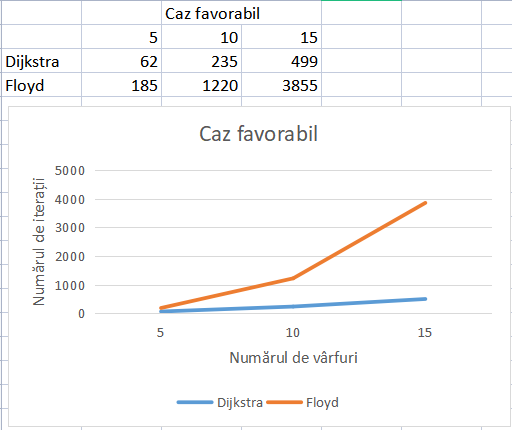 Caz favorabil
5 10 15
Dijkstra 62 235 499
Floyd 185 1220 3855
Caz favorabil
5000
4000
3000
2000
1000
0
Numărul de iterații
5 10 15
Numărul de vârfuri
Dijkstra Floyd